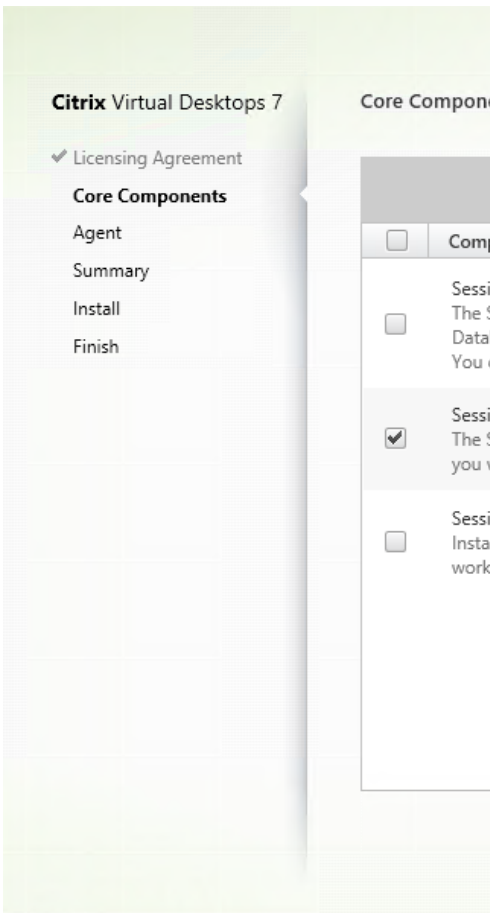 Citrix Virtual Desktops 7
Licensing Agreement
Core Components
Agent
Summary
Install
Finish
Core Compon
Comp
Sessi
The S
Data
You
Sessi
The S
you
Sessi
Insta
work